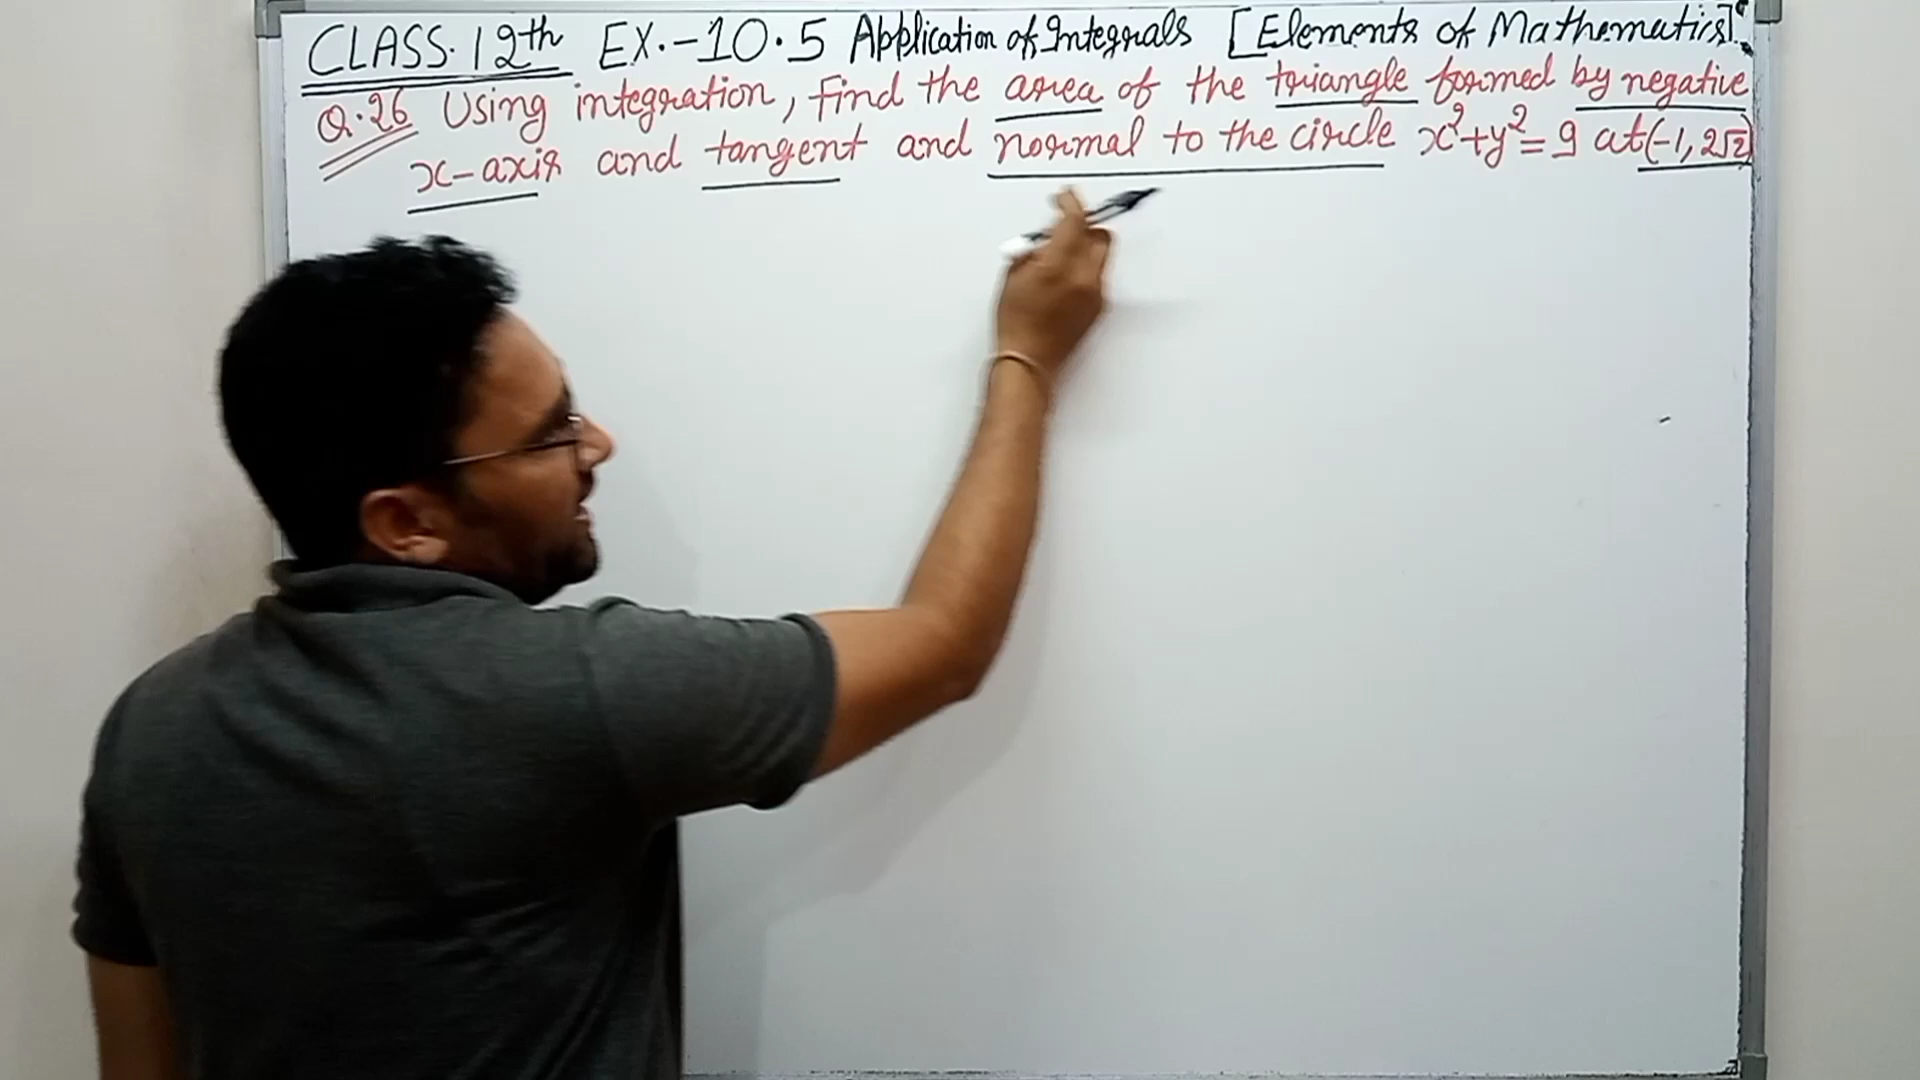 CLASS. 12th EX.-10.5 Application of Integrals [Elements of Mathematics]
Q.26 Using integration, find the area of the triangle formed by negative
x-axis and tangent and normal to the circle x²+y²=9 at(-1, 2√2)